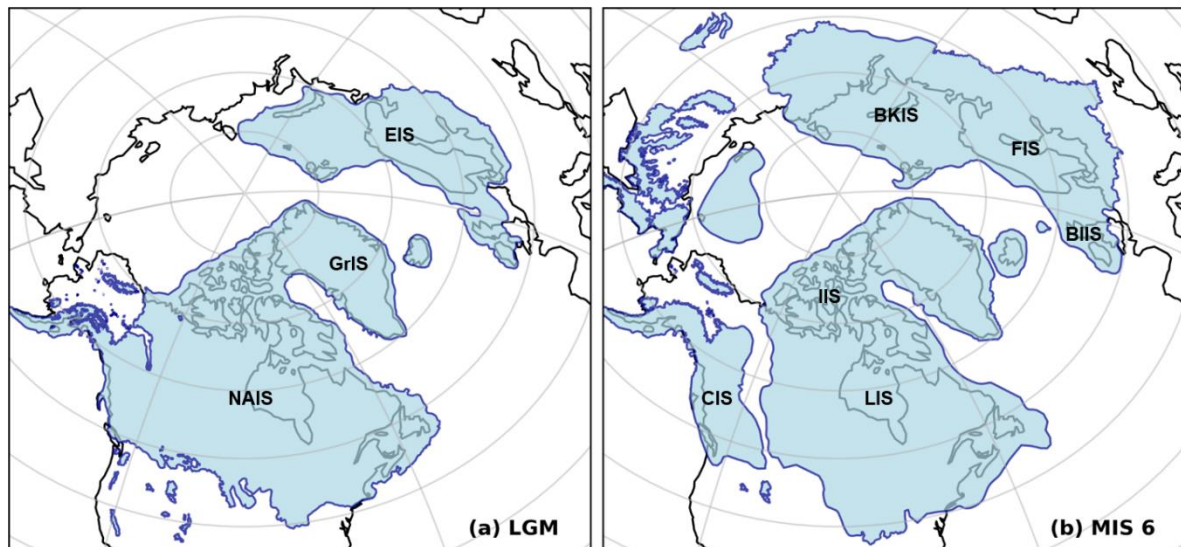 EIS
GrIS
NAIS
(a) LGM
BKIS
FIS
BIIS
IIS
CIS
LIS
(b) MIS 6